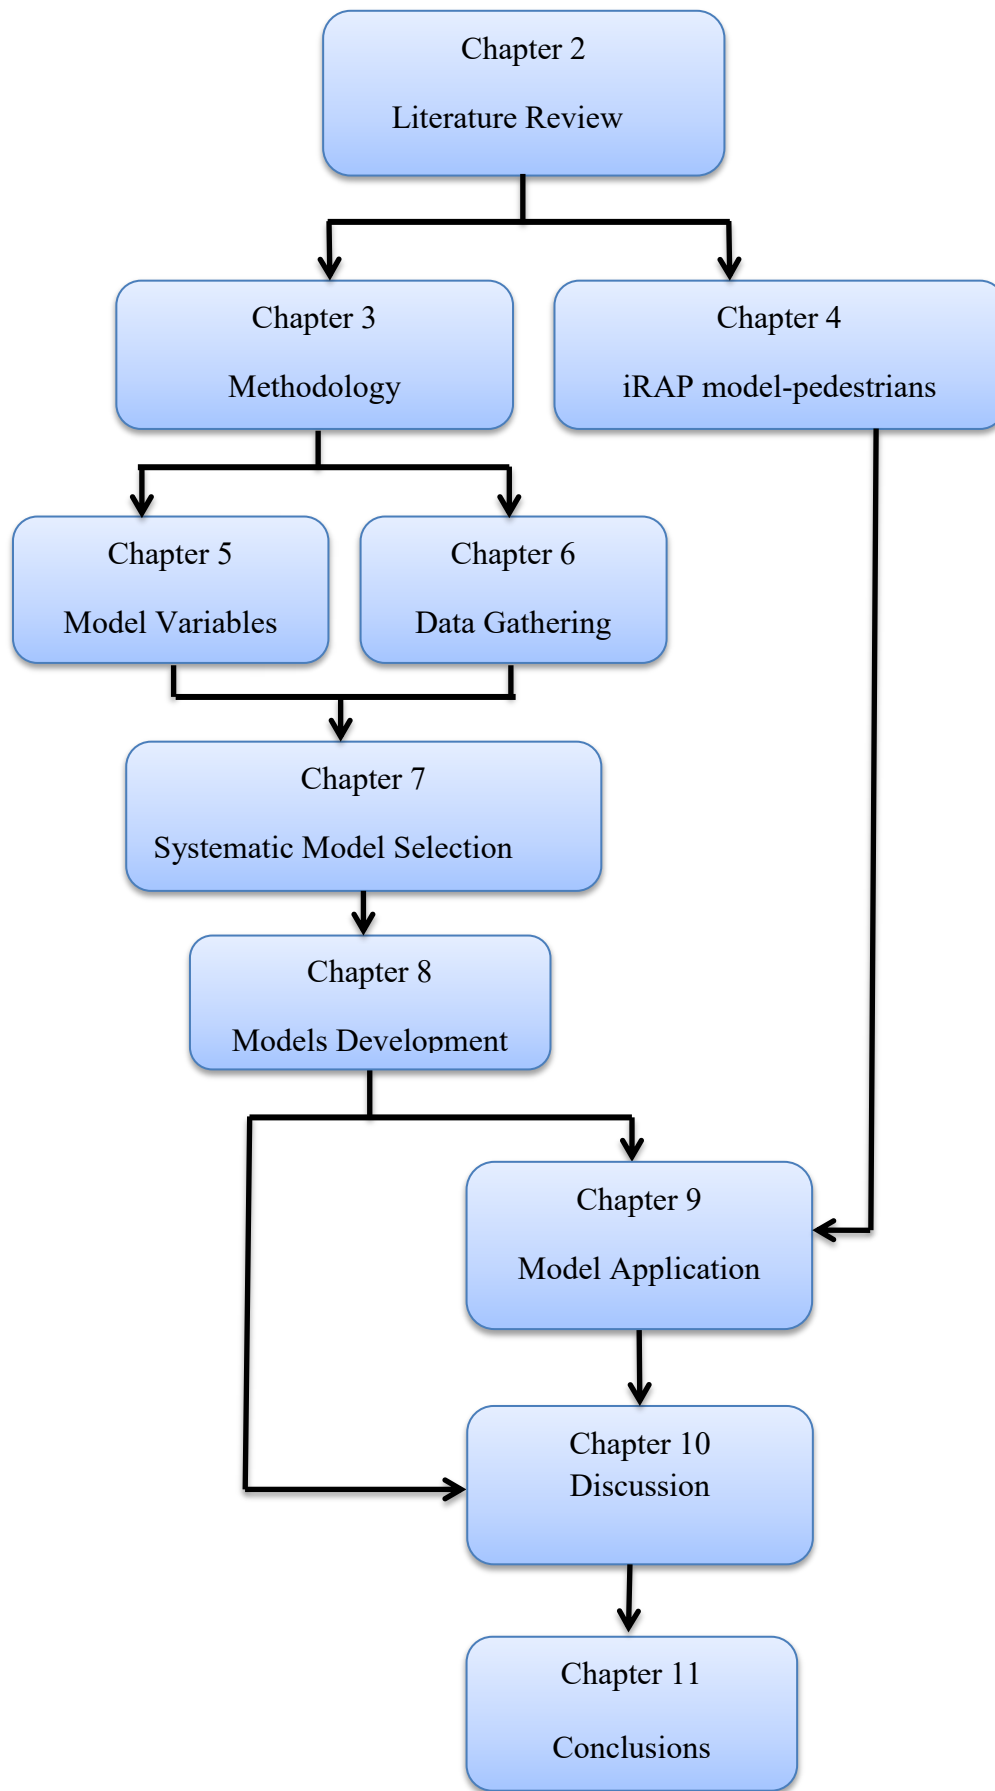 Chapter 2
Literature Review
Chapter 3
Methodology
Chapter 4
iRAP model-pedestrians
Chapter 5
Model Variables
Chapter 6
Data Gathering
Chapter 7
Systematic Model Selection
Chapter 8
Models Development
Chapter 9
Model Application
Chapter 10
Discussion
Chapter 11
Conclusions